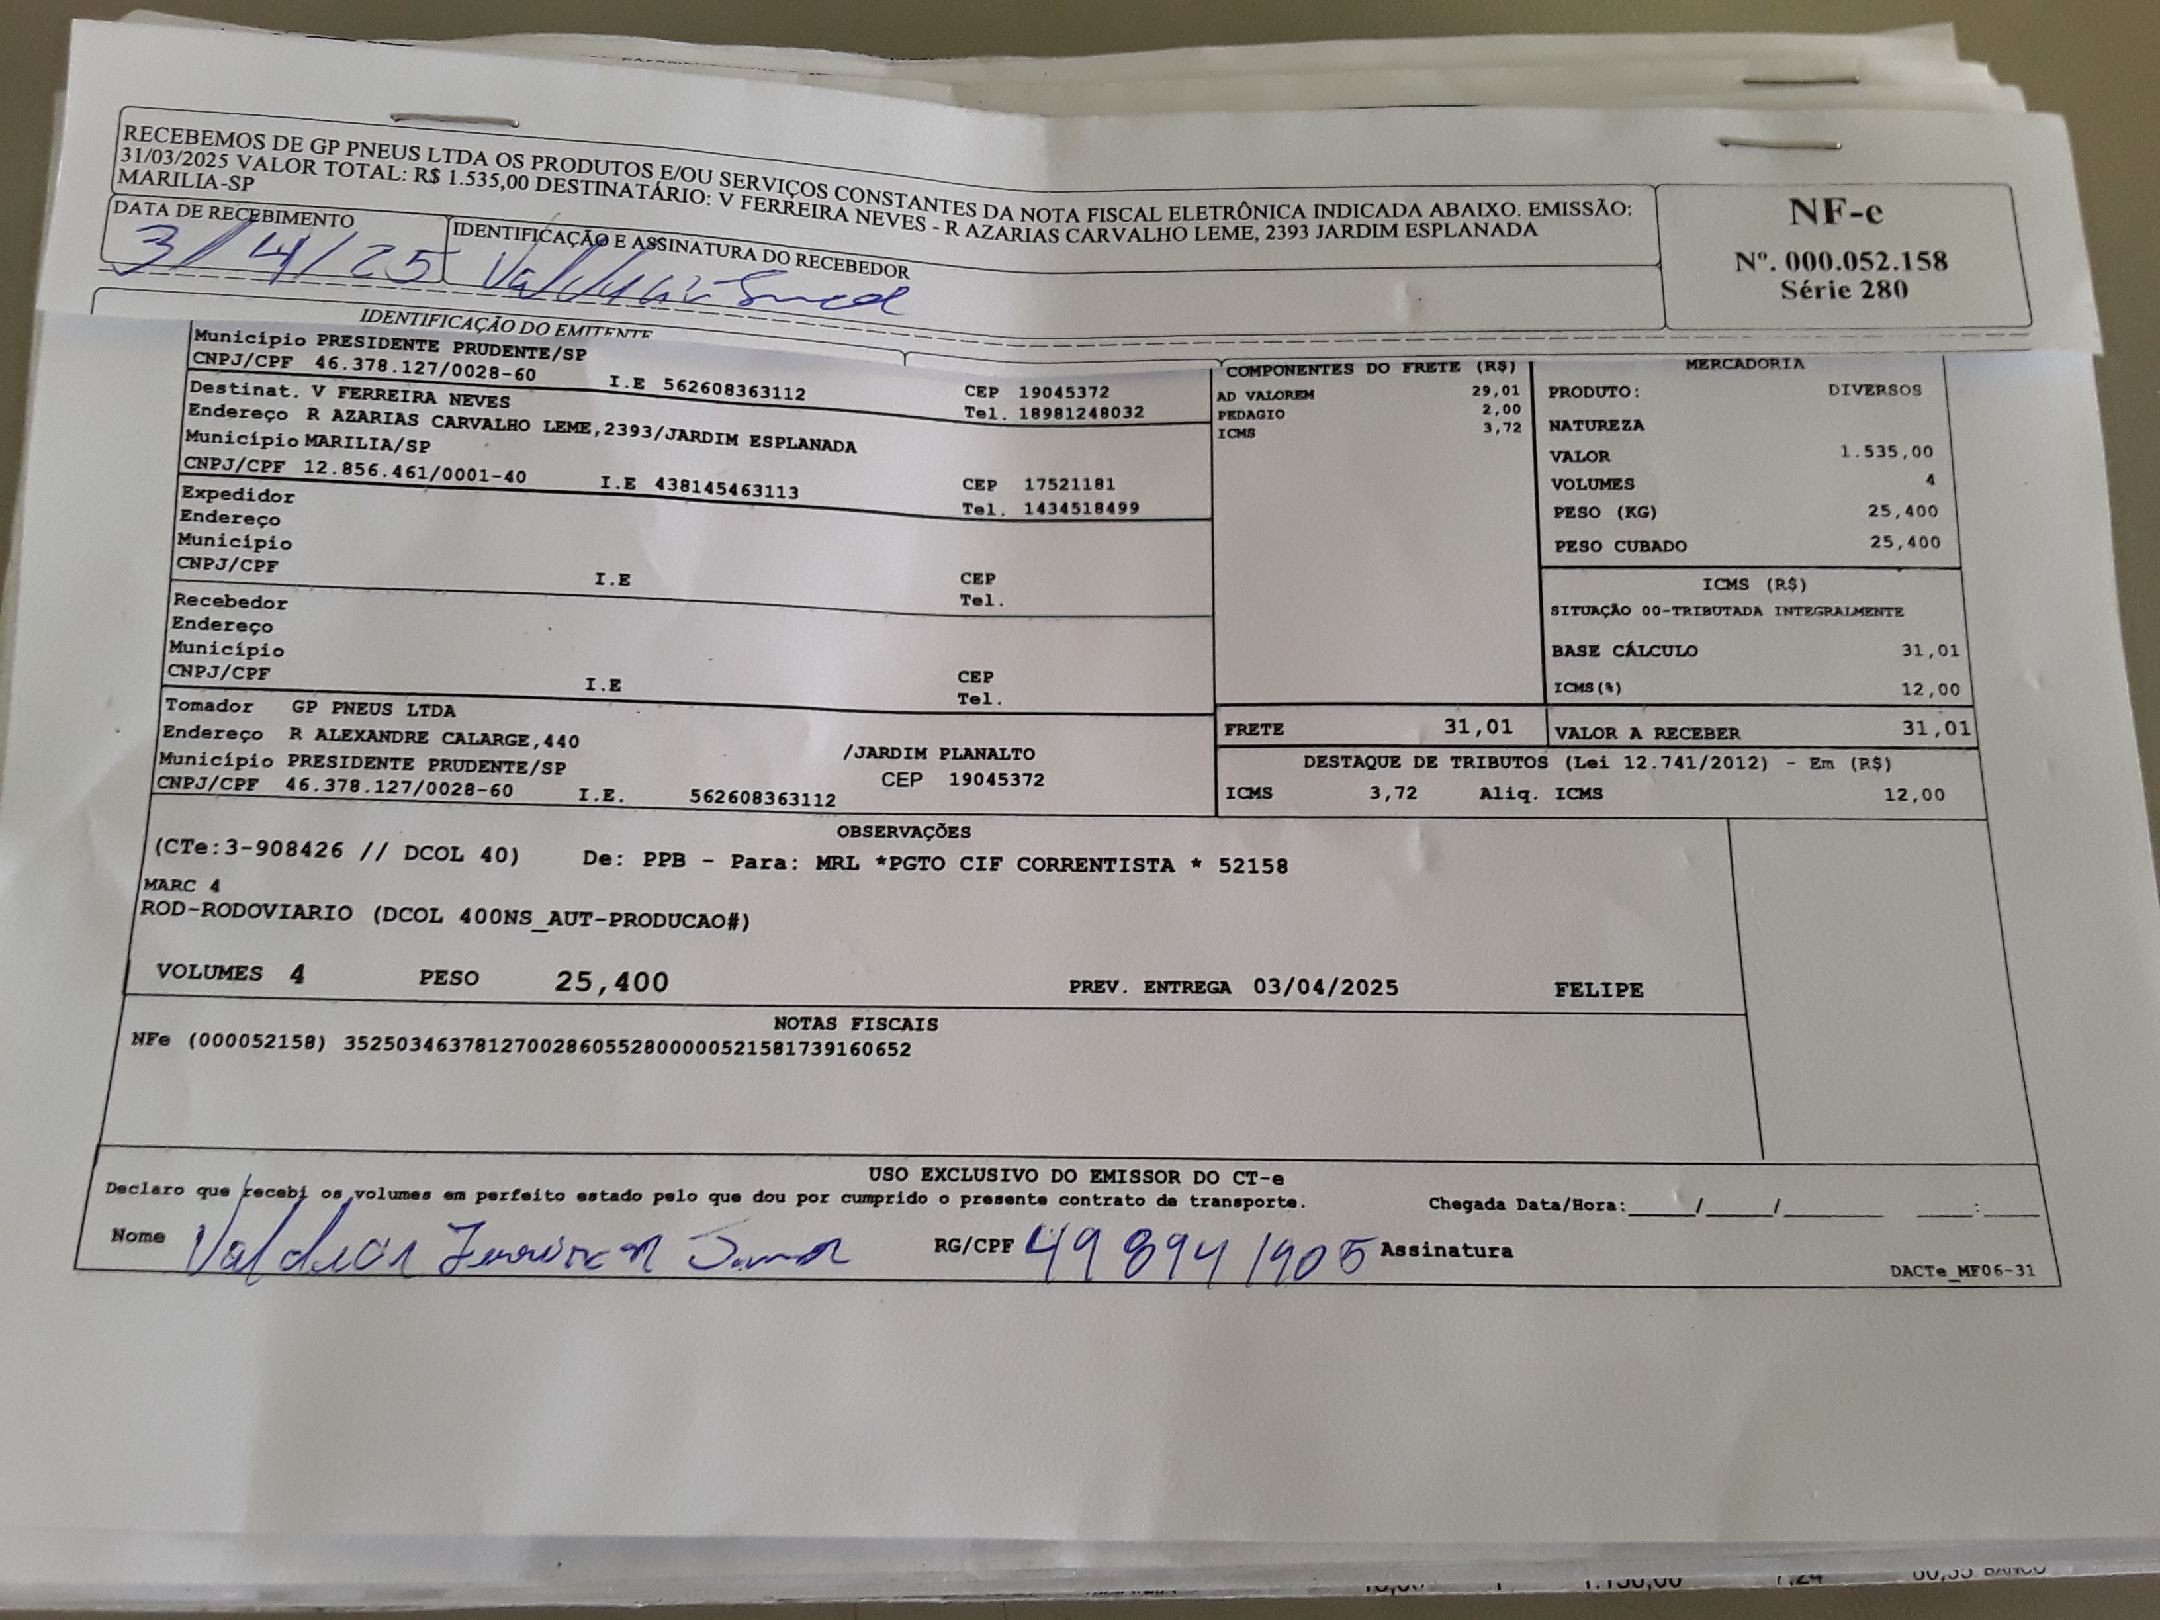 RECEBEMOS DE GP PNEUS LTDA OS PRODUTOS E/OU SERVIÇOS CONSTANTES DA NOTA FISCAL ELETRÔNICA INDICADA ABAIXO. EMISSÃO:
31/03/2025 VALOR TOTAL: R$ 1.535,00 DESTINATÁRIO: V FERREIRA NEVES - R AZARIAS CARVALHO LEME, 2393 JARDIM ESPLANADA
MARILIA-SP
NF-e
Nº. 000.052.158
Série 280
DATA DE RECEBIMENTO
3/4/25
IDENTIFICAÇÃO E ASSINATURA DO RECEBEDOR
IDENTIFICAÇÃO DO EMITENTE
Município PRESIDENTE PRUDENTE/SP
CNPJ/CPF 46.378.127/0028-60 I.E 562608363112
CEP 19045372
Tel. 18981248032
Destinat. V FERREIRA NEVES
Endereço R AZARIAS CARVALHO LEME,2393/JARDIM ESPLANADA
Município MARILIA/SP
CNPJ/CPF 12.856.461/0001-40 I.E 438145463113
CEP 17521181
Tel. 1434518499
Expedidor
Endereço
Município
CNPJ/CPF I.E
CEP
Tel.
Recebedor
Endereço
Município
CNPJ/CPF I.E
CEP
Tel.
Tomador GP PNEUS LTDA
Endereço R ALEXANDRE CALARGE,440 /JARDIM PLANALTO
Município PRESIDENTE PRUDENTE/SP CEP 19045372
CNPJ/CPF 46.378.127/0028-60 I.E. 562608363112
COMPONENTES DO FRETE (R$)
AD VALOREM 29,01
PEDAGIO 2,00
ICMS 3,72
MERCADORIA
PRODUTO: DIVERSOS
NATUREZA
VALOR 1.535,00
VOLUMES 4
PESO (KG) 25,400
PESO CUBADO 25,400
ICMS (R$)
SITUAÇÃO 00-TRIBUTADA INTEGRALMENTE
BASE CÁLCULO 31,01
ICMS(%) 12,00
FRETE 31,01 VALOR A RECEBER 31,01
DESTAQUE DE TRIBUTOS (Lei 12.741/2012) - Em (R$)
ICMS 3,72 Aliq. ICMS 12,00
OBSERVAÇÕES
(CTe:3-908426 // DCOL 40) De: PPB - Para: MRL *PGTO CIF CORRENTISTA * 52158
MARC 4
ROD-RODOVIARIO (DCOL 400NS_AUT-PRODUCAO#)
VOLUMES 4 PESO 25,400 PREV. ENTREGA 03/04/2025 FELIPE
NOTAS FISCAIS
NFe (000052158) 35250346378127002860552800000521581739160652
USO EXCLUSIVO DO EMISSOR DO CT-e
Declaro que recebi os volumes em perfeito estado pelo que dou por cumprido o presente contrato de transporte. Chegada Data/Hora:_____/_____/_______ ____:____
Nome RG/CPF 49 894 1905 Assinatura
DACTe_MF06-31